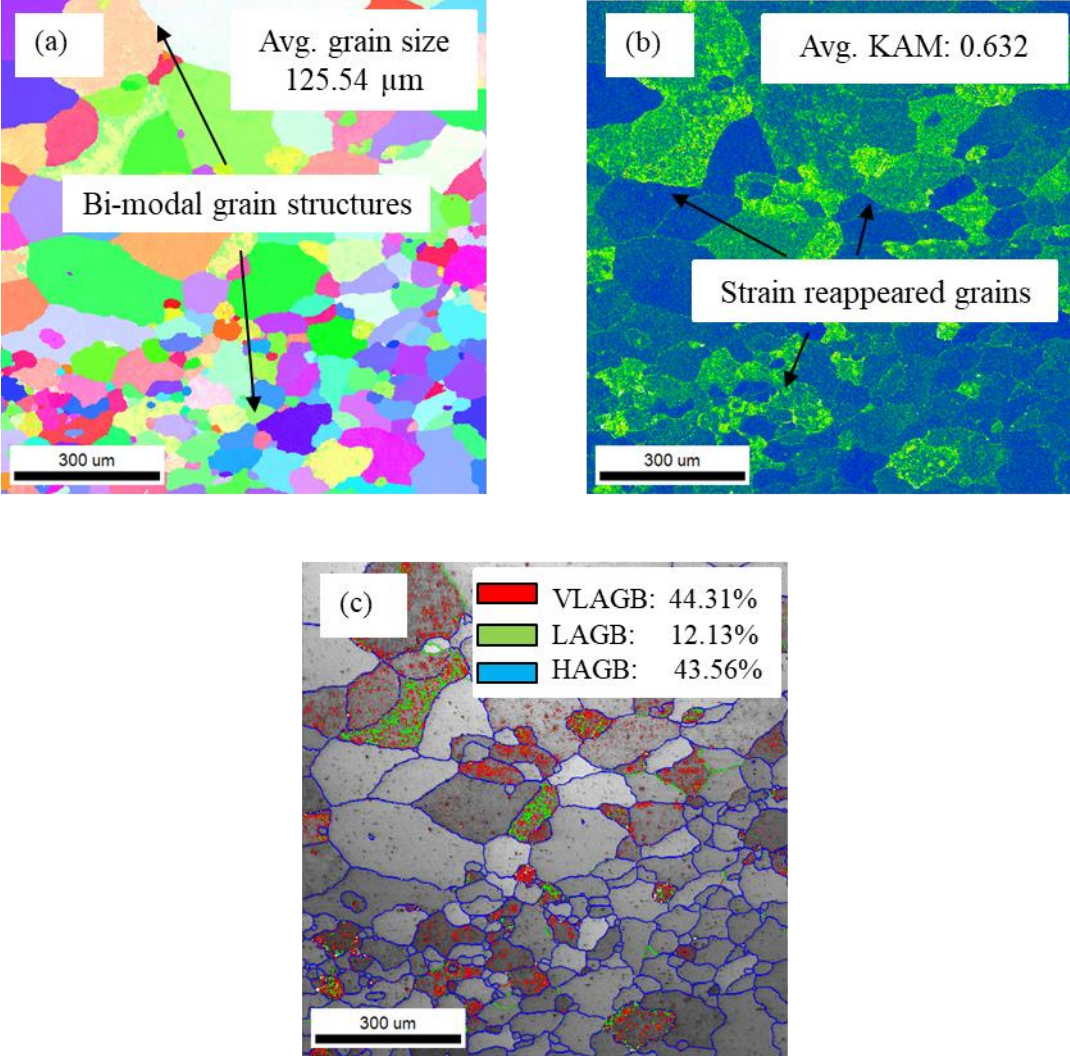 (a)
Avg. grain size
125.54 µm
Bi-modal grain structures
300 um
(b)
Avg. KAM: 0.632
Strain reappeared grains
300 um
(c)
VLAGB: 44.31%
LAGB: 12.13%
HAGB: 43.56%
300 um